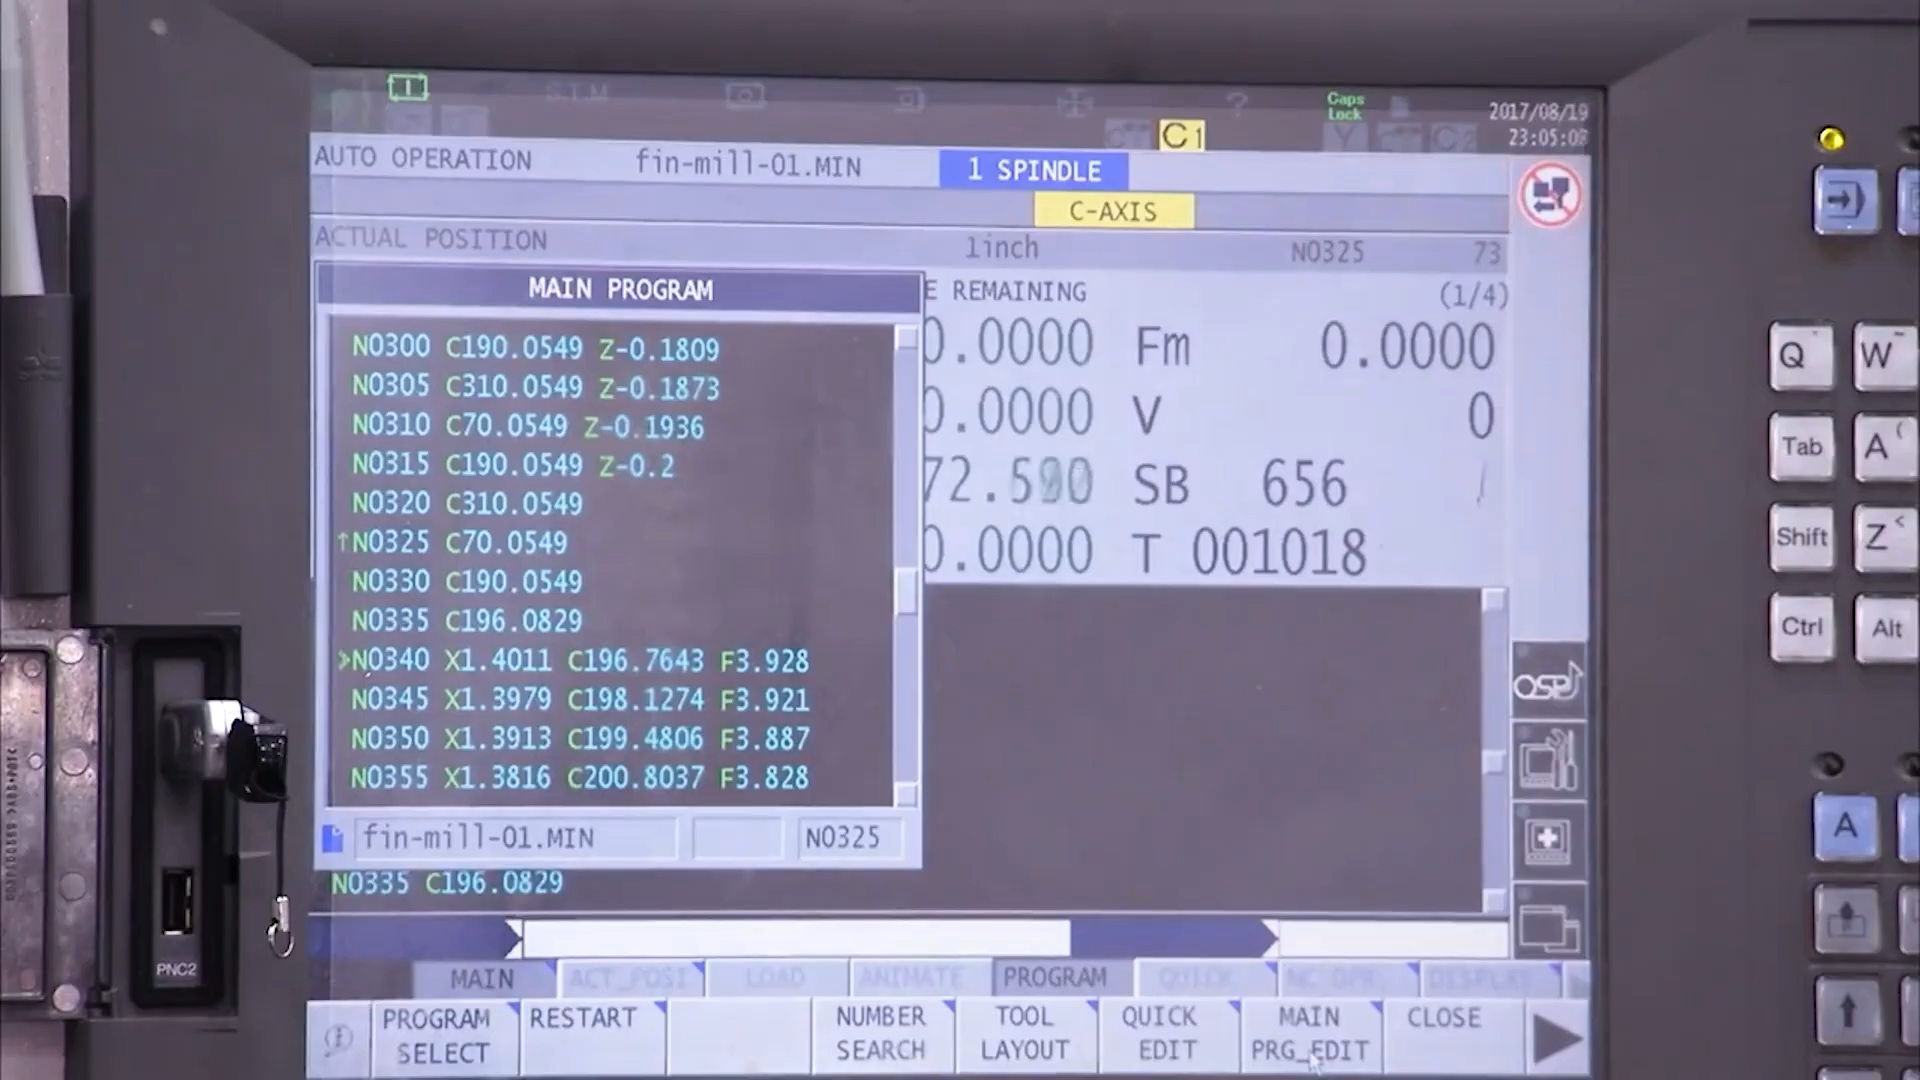 S.T.M
?
Caps Lock
2017/08/19
23:05:08
C1
AUTO OPERATION fin-mill-01.MIN 1 SPINDLE
C-AXIS
ACTUAL POSITION 1inch N0325 73
MAIN PROGRAM
E REMAINING (1/4)
N0300 C190.0549 Z-0.1809
N0305 C310.0549 Z-0.1873
N0310 C70.0549 Z-0.1936
N0315 C190.0549 Z-0.2
N0320 C310.0549
↑N0325 C70.0549
N0330 C190.0549
N0335 C196.0829
N0340 X1.4011 C196.7643 F3.928
N0345 X1.3979 C198.1274 F3.921
N0350 X1.3913 C199.4806 F3.887
N0355 X1.3816 C200.8037 F3.828
0.0000 Fm 0.0000
0.0000 V 0
SB 656
0.0000 T 001018
fin-mill-01.MIN N0325
N0335 C196.0829
MAIN ACT_POSI LOAD ANIMATE PROGRAM QUICK NC OPR. DISPLAY
PROGRAM SELECT
RESTART
NUMBER SEARCH
TOOL LAYOUT
QUICK EDIT
MAIN PRG_EDIT
CLOSE
OSP
PNC2
Q W
Tab A (
Shift Z <
Ctrl Alt
A